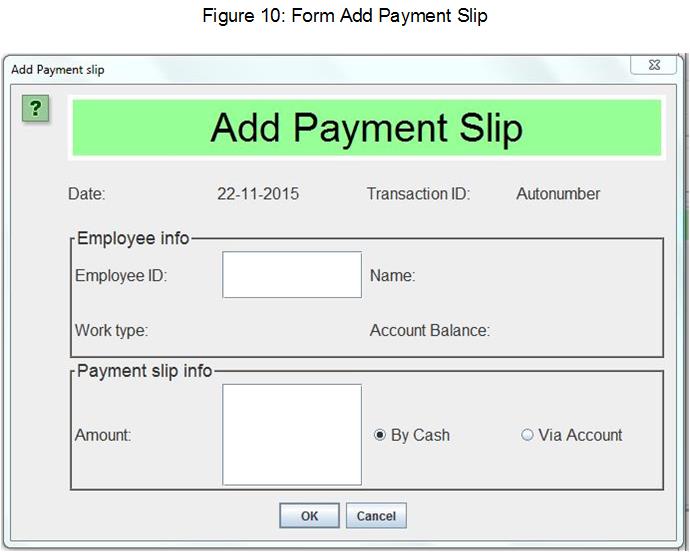 Figure 10: Form Add Payment Slip
Add Payment slip
?
Add Payment Slip
Date: 22-11-2015 Transaction ID: Autonumber
Employee info
Employee ID: Name:
Work type: Account Balance:
Payment slip info
Amount: By Cash Via Account
OK Cancel